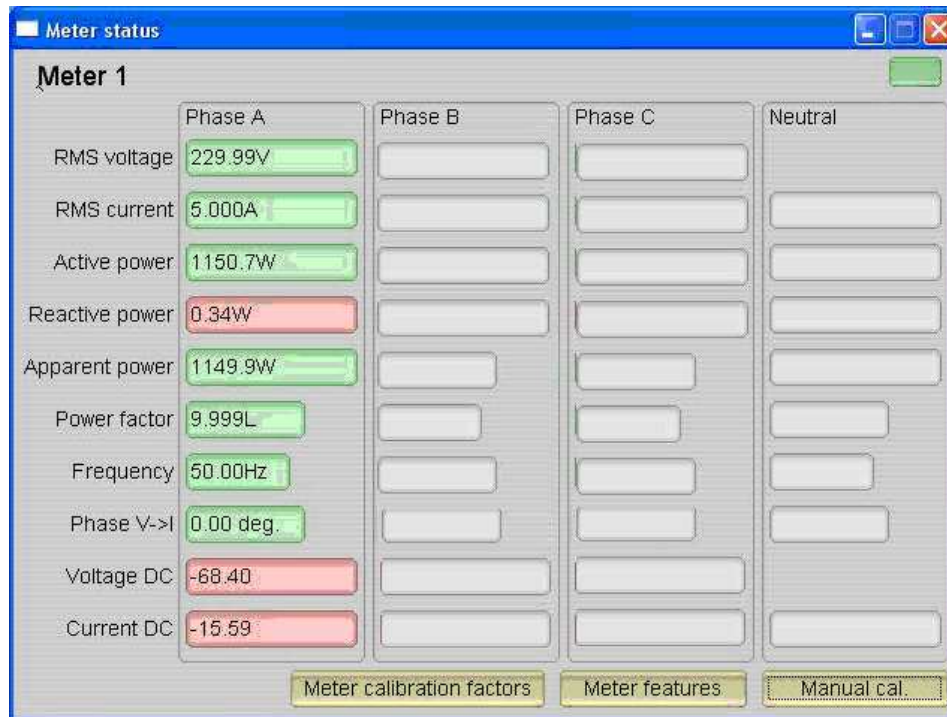 Meter status
Meter 1
Phase A Phase B Phase C Neutral
RMS voltage 229.99V
RMS current 5.000A
Active power 1150.7W
Reactive power 0.34W
Apparent power 1149.9W
Power factor 9.999L
Frequency 50.00Hz
Phase V->I 0.00 deg.
Voltage DC -68.40
Current DC -15.59
Meter calibration factors Meter features Manual cal.